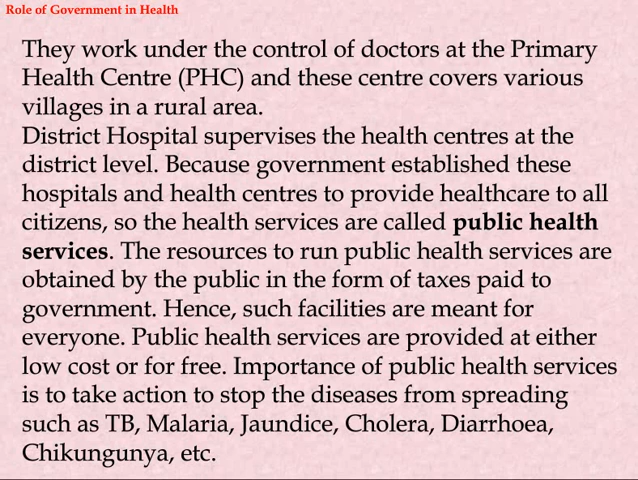 Role of Government in Health
They work under the control of doctors at the Primary
Health Centre (PHC) and these centre covers various
villages in a rural area.
District Hospital supervises the health centres at the
district level. Because government established these
hospitals and health centres to provide healthcare to all
citizens, so the health services are called public health
services. The resources to run public health services are
obtained by the public in the form of taxes paid to
government. Hence, such facilities are meant for
everyone. Public health services are provided at either
low cost or for free. Importance of public health services
is to take action to stop the diseases from spreading
such as TB, Malaria, Jaundice, Cholera, Diarrhoea,
Chikungunya, etc.